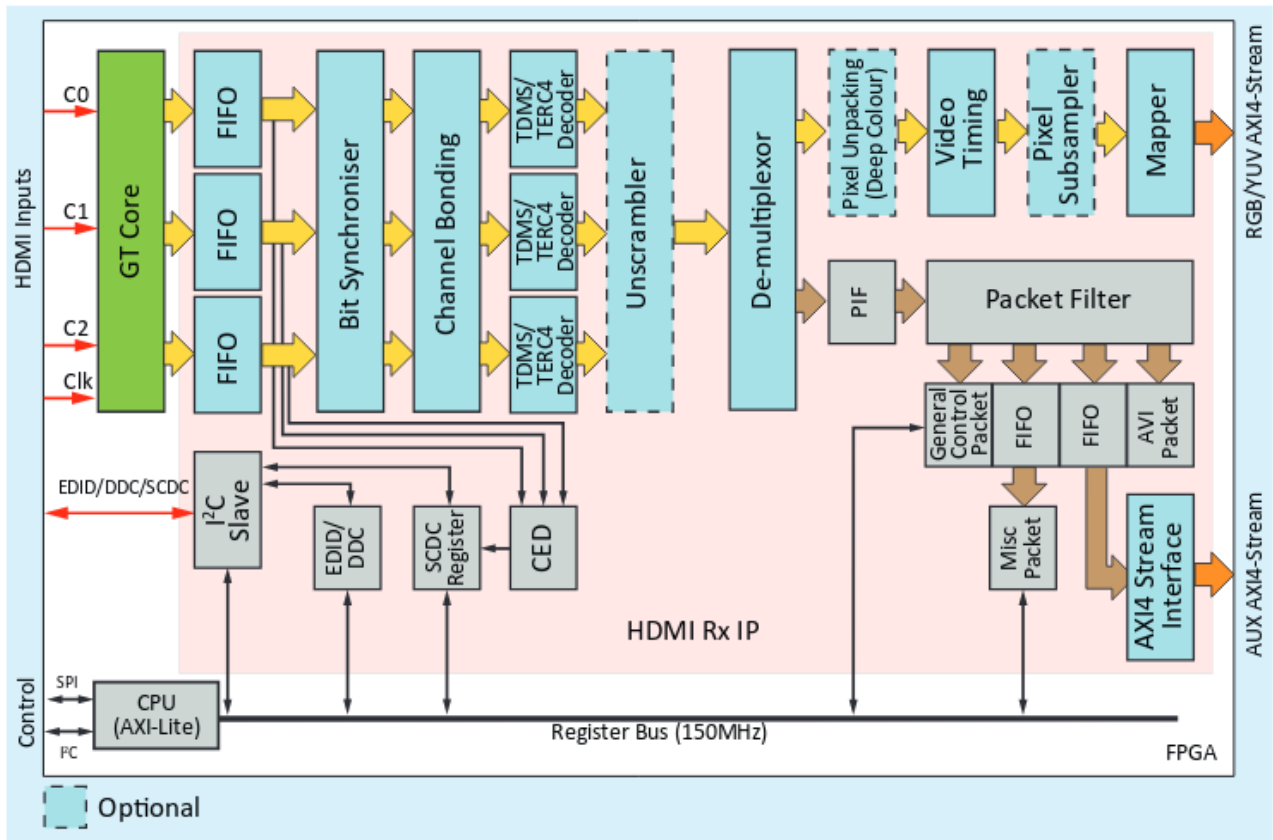 HDMI Inputs
C0
C1
C2
Clk
GT Core
FIFO
FIFO
FIFO
Bit Synchroniser
Channel Bonding
TDMS/
TERC4
Decoder
TDMS/
TERC4
Decoder
TDMS/
TERC4
Decoder
Unscrambler
De-multiplexor
Pixel Unpacking
(Deep Colour)
Video
Timing
Pixel
Subsampler
Mapper
RGB/YUV AXI4-Stream
PIF
Packet Filter
General
Control
Packet
FIFO
FIFO
AVI
Packet
EDID/DDC/SCDC
I²C
Slave
EDID/
DDC
SCDC
Register
CED
Misc
Packet
AXI4 Stream
Interface
AUX AXI4-Stream
HDMI Rx IP
Control
SPI
I²C
CPU
(AXI-Lite)
Register Bus (150MHz)
FPGA
Optional